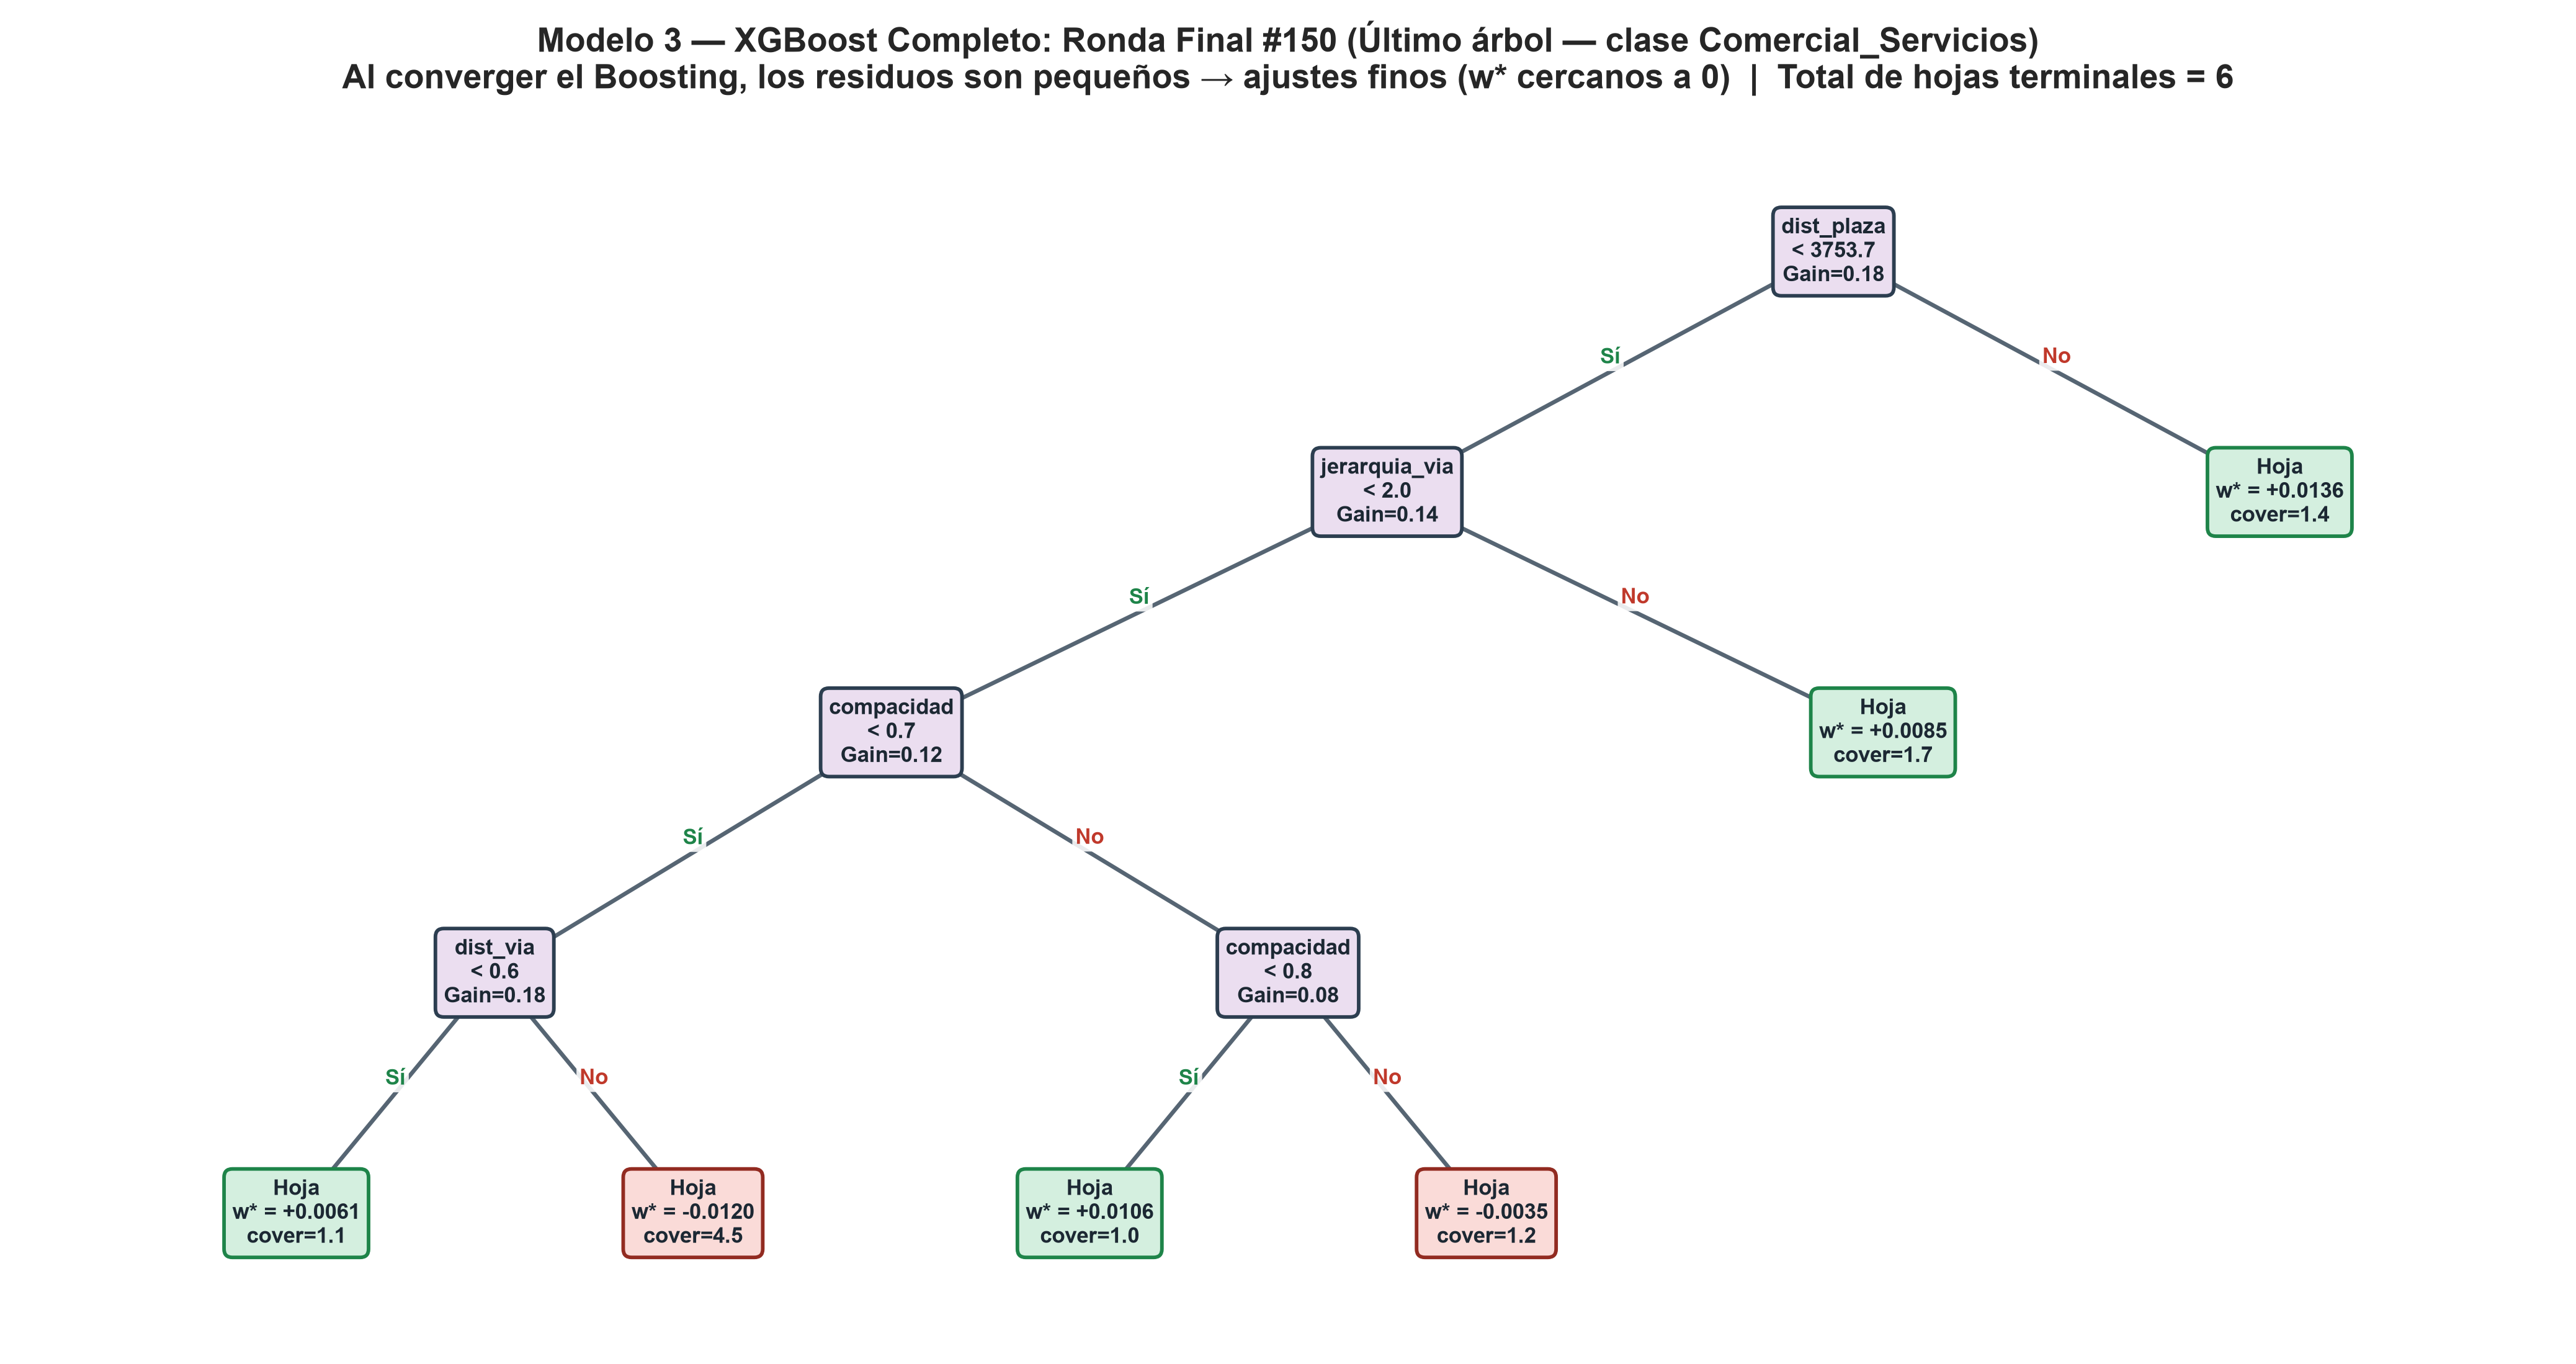 Modelo 3 — XGBoost Completo: Ronda Final #150 (Último árbol — clase Comercial_Servicios)
Al converger el Boosting, los residuos son pequeños → ajustes finos (w* cercanos a 0) | Total de hojas terminales = 6
dist_plaza
< 3753.7
Gain=0.18
Sí
No
jerarquia_via
< 2.0
Gain=0.14
Hoja
w* = +0.0136
cover=1.4
Sí
No
compacidad
< 0.7
Gain=0.12
Hoja
w* = +0.0085
cover=1.7
Sí
No
dist_via
< 0.6
Gain=0.18
compacidad
< 0.8
Gain=0.08
Sí
No
Sí
No
Hoja
w* = +0.0061
cover=1.1
Hoja
w* = -0.0120
cover=4.5
Hoja
w* = +0.0106
cover=1.0
Hoja
w* = -0.0035
cover=1.2